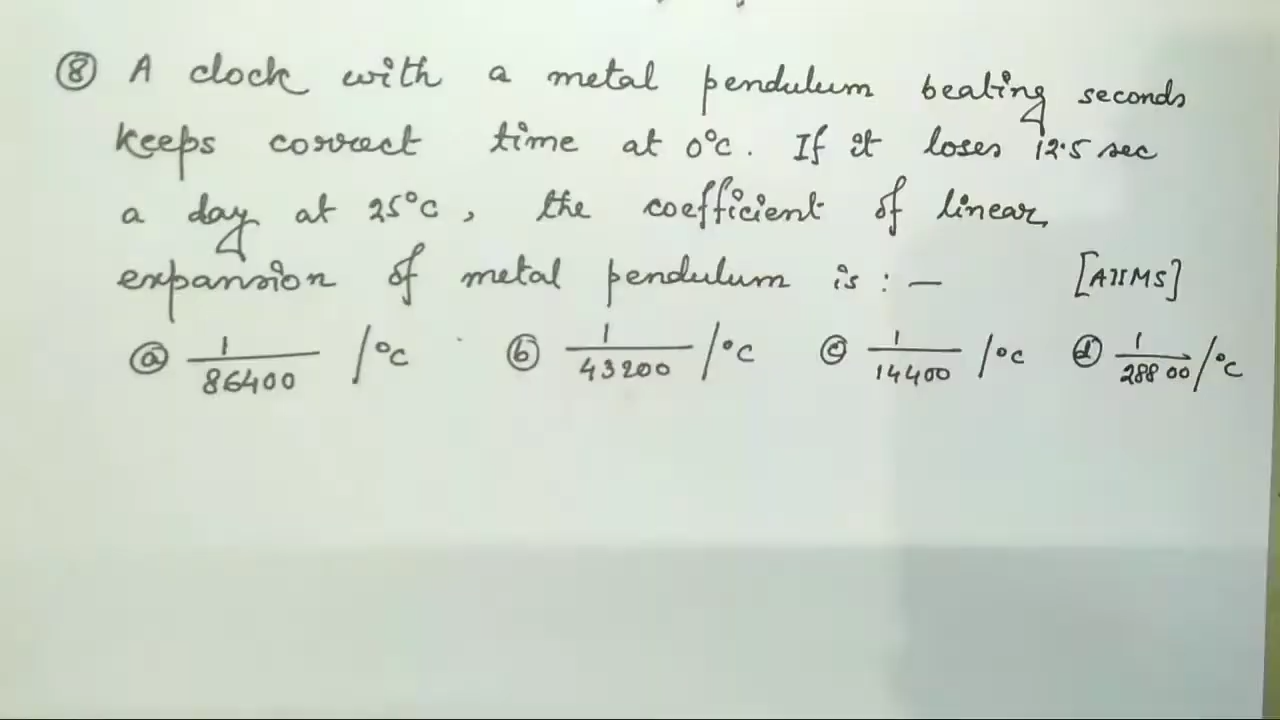 ⑧ A clock with a metal pendulum beating seconds
keeps correct time at 0°C. If it loses 12.5 sec
a day at 25°C, the coefficient of linear
expansion of metal pendulum is : — [AIIMS]
ⓐ 1/86400 /°C ⓑ 1/43200 /°C ⓒ 1/14400 /°C ⓓ 1/28800 /°C